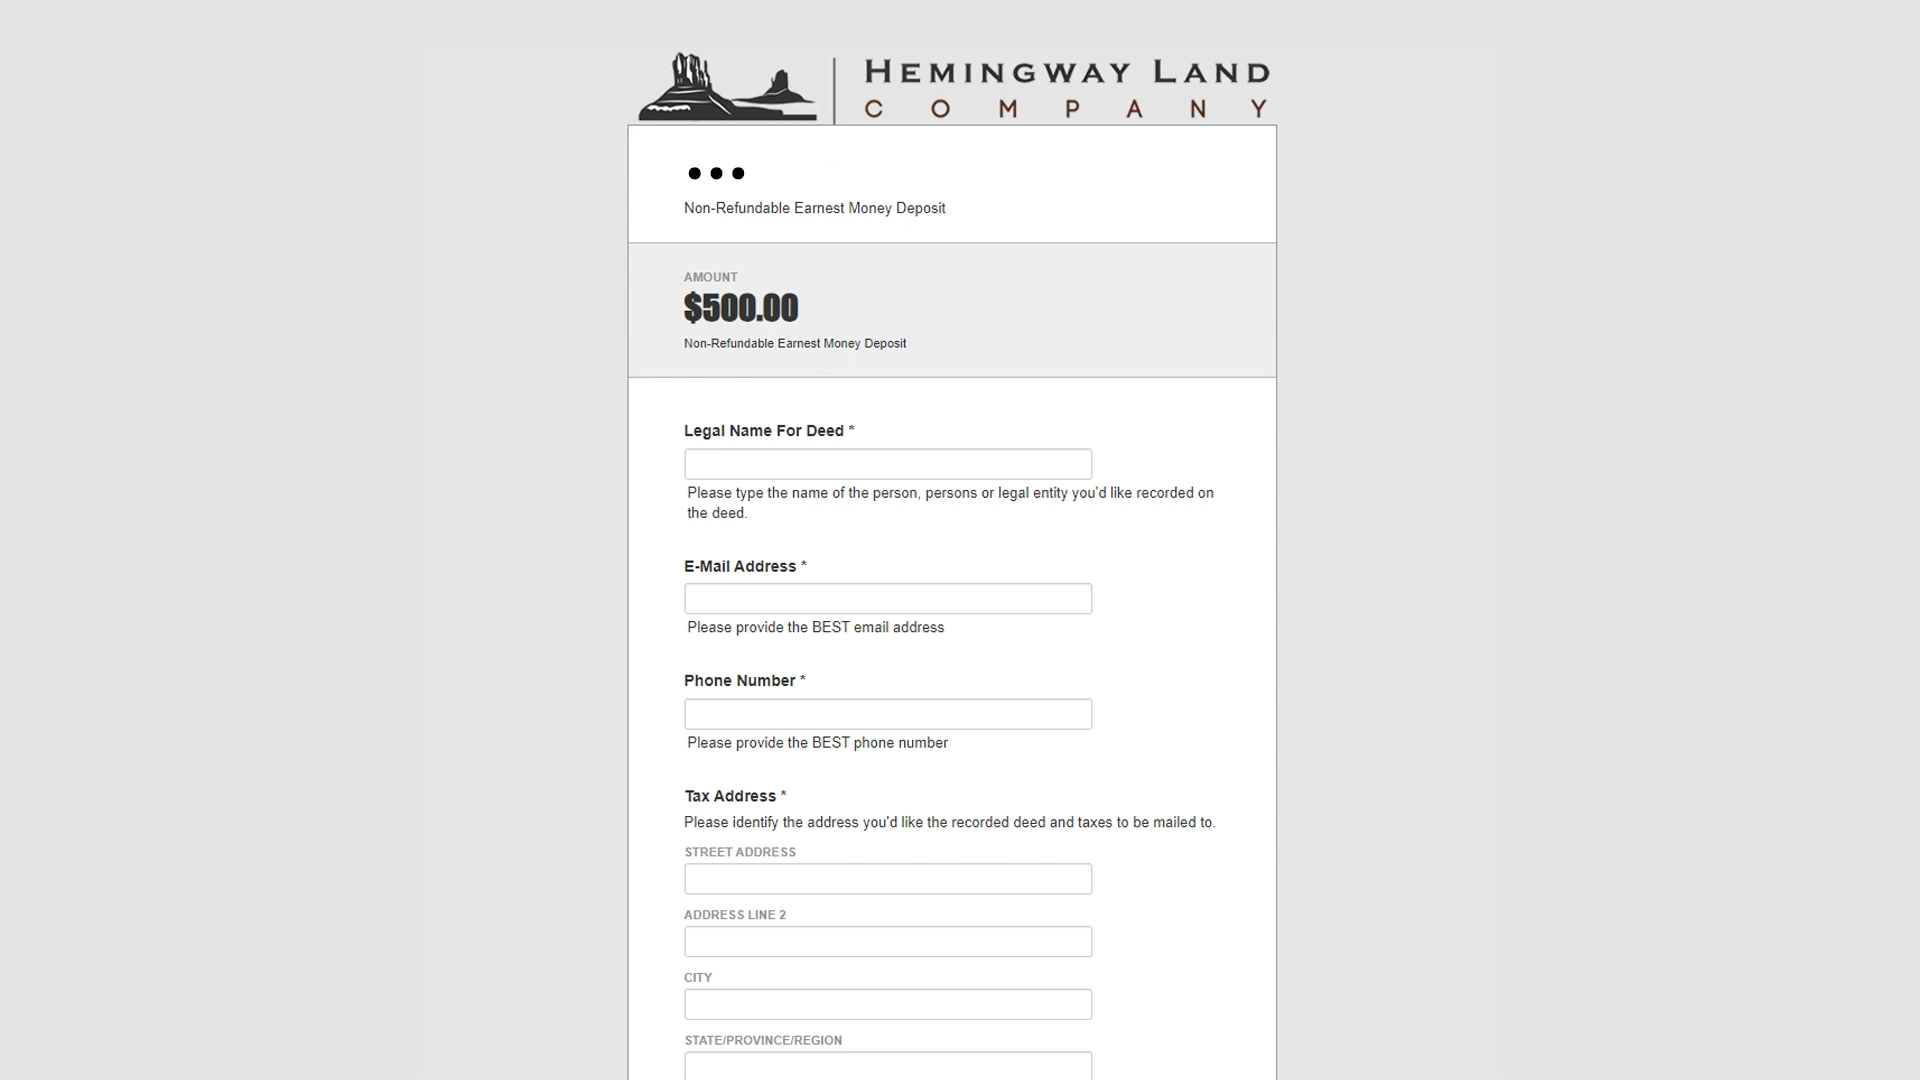 HEMINGWAY LAND
COMPANY
Non-Refundable Earnest Money Deposit
AMOUNT
$500.00
Non-Refundable Earnest Money Deposit
Legal Name For Deed *
Please type the name of the person, persons or legal entity you'd like recorded on
the deed.
E-Mail Address *
Please provide the BEST email address
Phone Number *
Please provide the BEST phone number
Tax Address *
Please identify the address you'd like the recorded deed and taxes to be mailed to.
STREET ADDRESS
ADDRESS LINE 2
CITY
STATE/PROVINCE/REGION